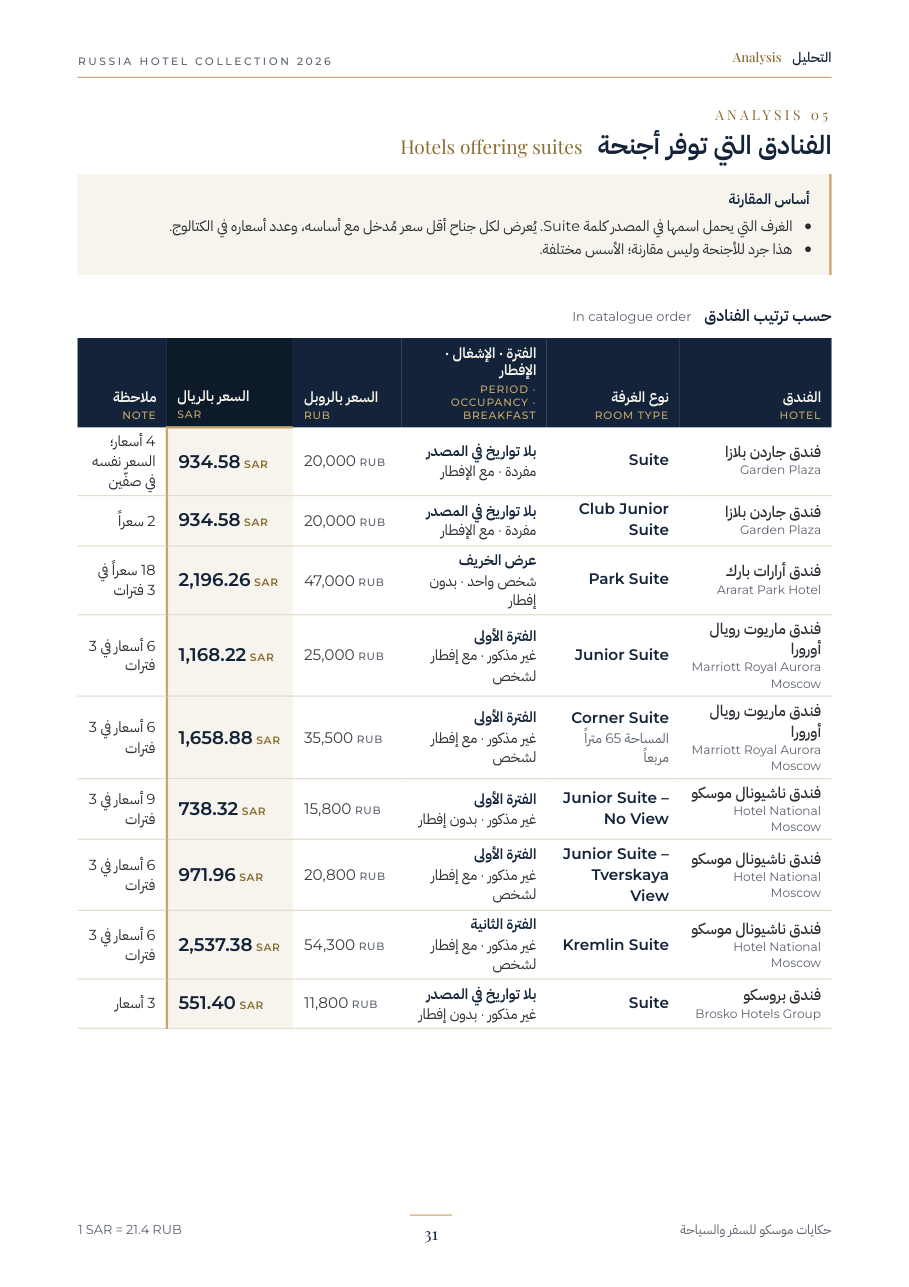 RUSSIA HOTEL COLLECTION 2026
التحليل Analysis
ANALYSIS 05
الفنادق التي توفر أجنحة Hotels offering suites
أساس المقارنة
• الغرف التي يحمل اسمها في المصدر كلمة Suite. يُعرض لكل جناح أقل سعر مُدخل مع أساسه، وعدد أسعاره في الكتالوج.
• هذا جرد للأجنحة وليس مقارنة؛ الأسس مختلفة.
حسب ترتيب الفنادق In catalogue order
الفندق
HOTEL
نوع الغرفة
ROOM TYPE
الفترة · الإشغال ·
الإفطار
PERIOD ·
OCCUPANCY ·
BREAKFAST
السعر بالروبل
RUB
السعر بالريال
SAR
ملاحظة
NOTE
فندق جاردن بلازا
Garden Plaza
Suite
بلا تواريخ في المصدر
مفردة · مع الإفطار
20,000 RUB
934.58 SAR
4 أسعار؛
السعر نفسه
في صفّين
فندق جاردن بلازا
Garden Plaza
Club Junior
Suite
بلا تواريخ في المصدر
مفردة · مع الإفطار
20,000 RUB
934.58 SAR
2 سعراً
فندق أرارات بارك
Ararat Park Hotel
Park Suite
عرض الخريف
شخص واحد · بدون
إفطار
47,000 RUB
2,196.26 SAR
18 سعراً في
3 فترات
فندق ماريوت رويال
أورورا
Marriott Royal Aurora
Moscow
Junior Suite
الفترة الأولى
غير مذكور · مع إفطار
لشخص
25,000 RUB
1,168.22 SAR
6 أسعار في 3
فترات
فندق ماريوت رويال
أورورا
Marriott Royal Aurora
Moscow
Corner Suite
المساحة 65 متراً
مربعاً
الفترة الأولى
غير مذكور · مع إفطار
لشخص
35,500 RUB
1,658.88 SAR
6 أسعار في 3
فترات
فندق ناشيونال موسكو
Hotel National
Moscow
Junior Suite –
No View
الفترة الأولى
غير مذكور · بدون إفطار
15,800 RUB
738.32 SAR
9 أسعار في 3
فترات
فندق ناشيونال موسكو
Hotel National
Moscow
Junior Suite –
Tverskaya
View
الفترة الأولى
غير مذكور · مع إفطار
لشخص
20,800 RUB
971.96 SAR
6 أسعار في 3
فترات
فندق ناشيونال موسكو
Hotel National
Moscow
Kremlin Suite
الفترة الثانية
غير مذكور · مع إفطار
لشخص
54,300 RUB
2,537.38 SAR
6 أسعار في 3
فترات
فندق بروسكو
Brosko Hotels Group
Suite
بلا تواريخ في المصدر
غير مذكور · بدون إفطار
11,800 RUB
551.40 SAR
3 أسعار
حكايات موسكو للسفر والسياحة
31
1 SAR = 21.4 RUB